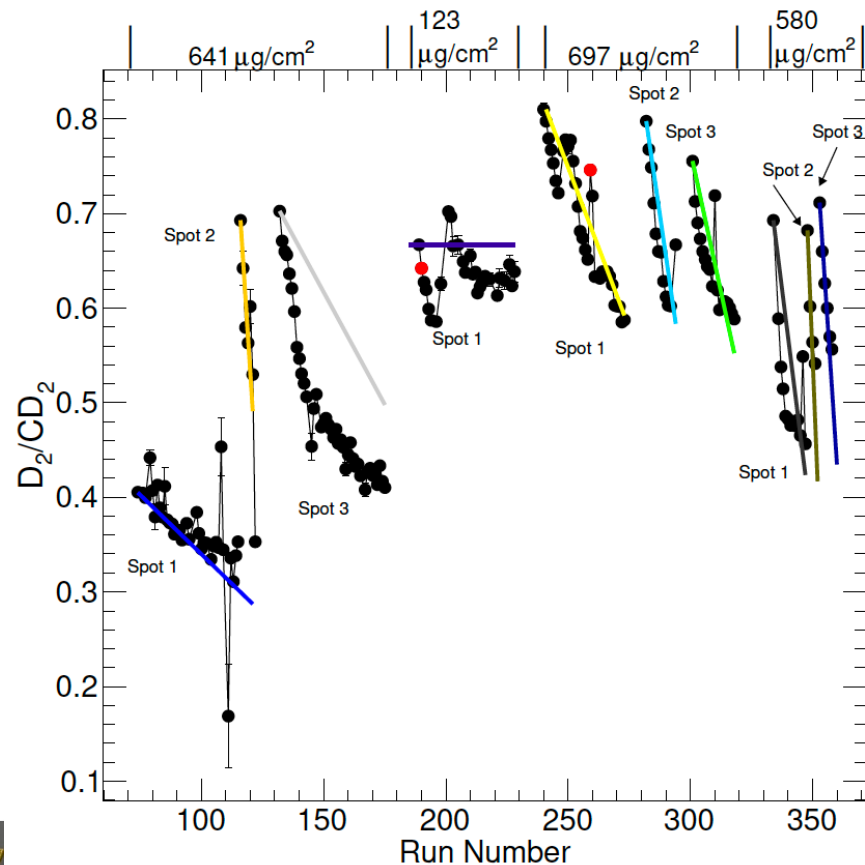 123
580
641 μg/cm²
μg/cm²
697 μg/cm²
μg/cm²
Spot 2
Spot 3
Spot 3
Spot 2
Spot 2
Spot 1
Spot 1
Spot 1
Spot 3
Spot 1
0.8
0.7
0.6
0.5
0.4
0.3
0.2
0.1
D₂/CD₂
100 150 200 250 300 350
Run Number